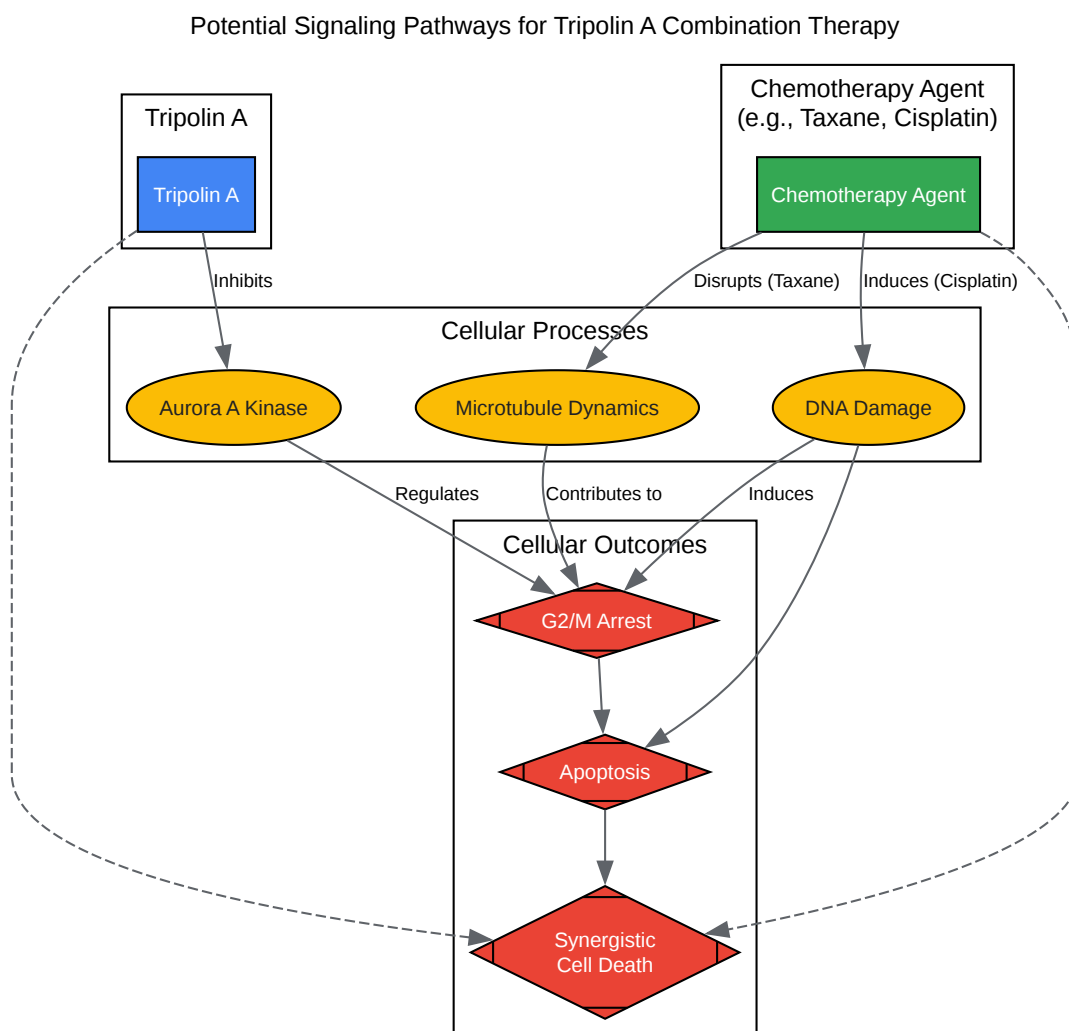 Potential Signaling Pathways for Tripolin A Combination Therapy
Tripolin A
Chemotherapy Agent
(e.g., Taxane, Cisplatin)
Tripolin A
Chemotherapy Agent
Inhibits
Disrupts (Taxane)
Induces (Cisplatin)
Cellular Processes
Aurora A Kinase
Microtubule Dynamics
DNA Damage
Regulates
Contributes to
Induces
Cellular Outcomes
G2/M Arrest
Apoptosis
Synergistic
Cell Death